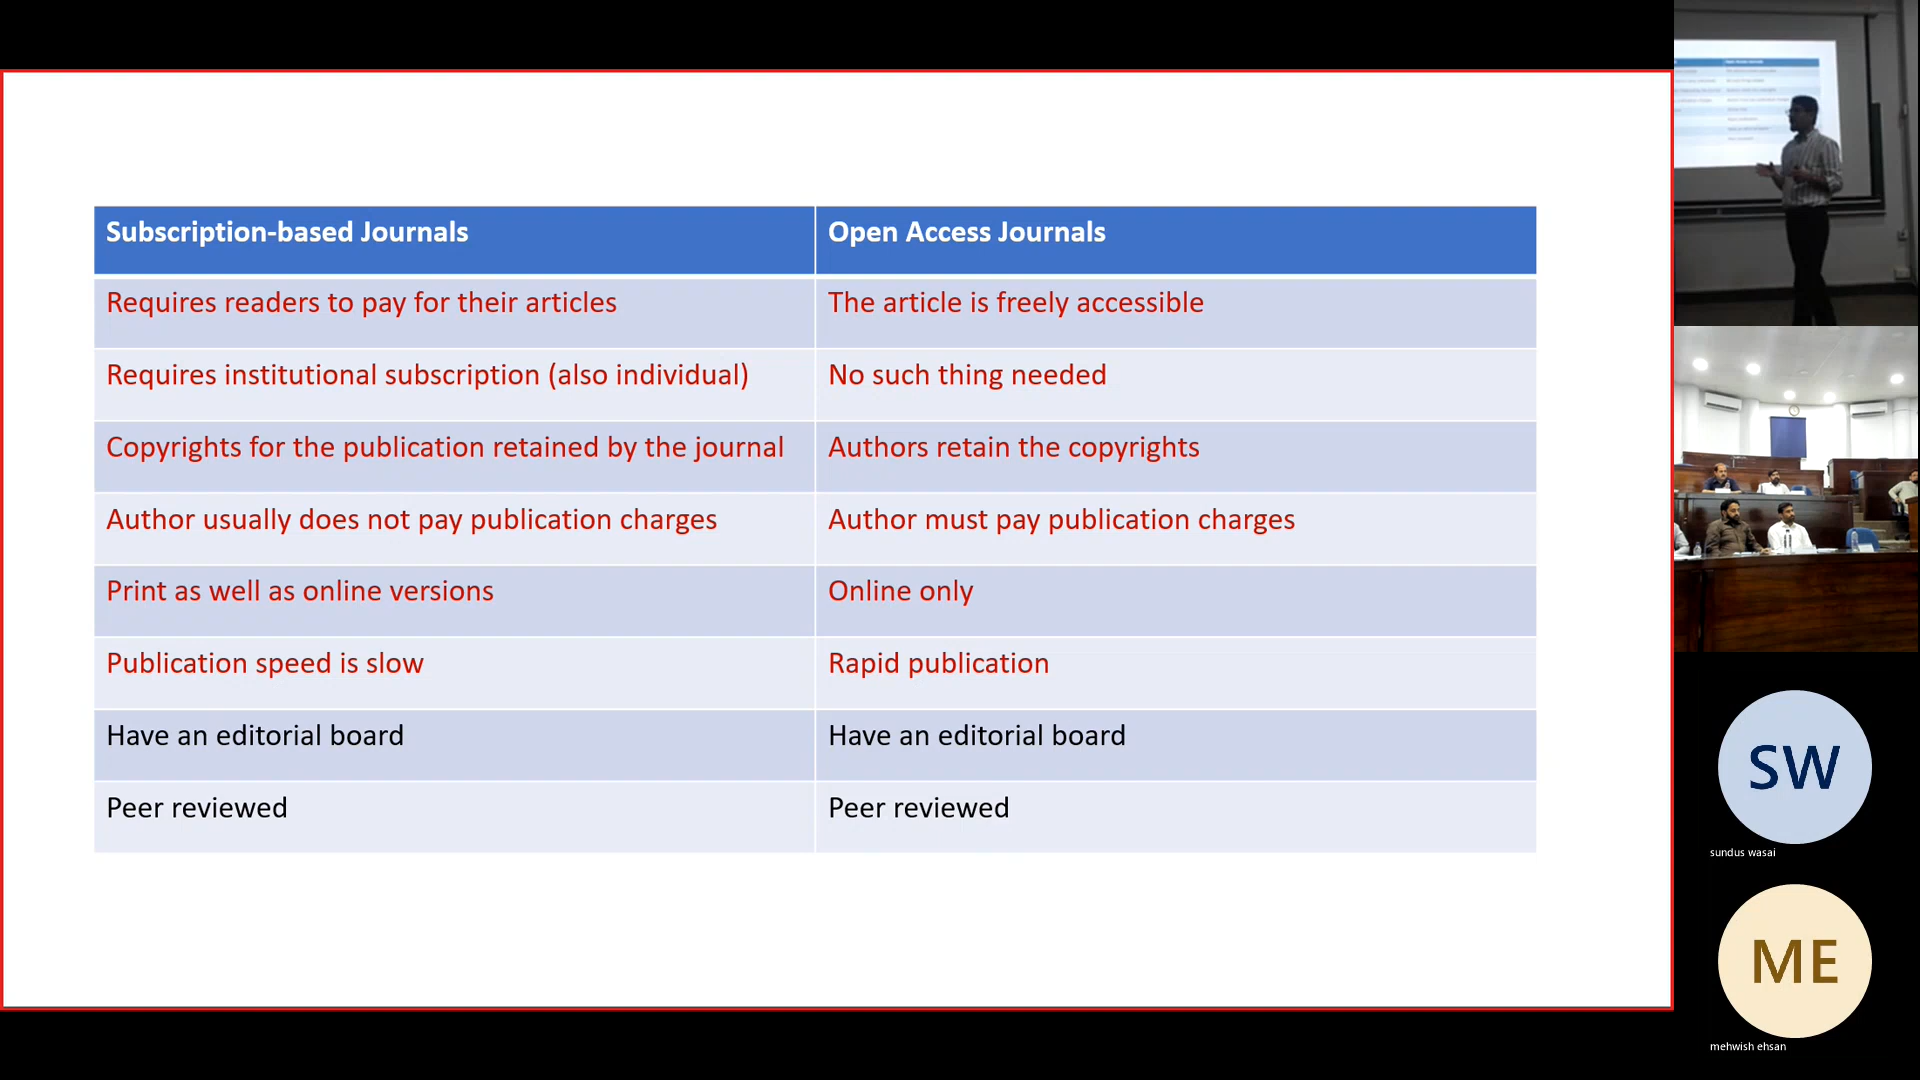 Subscription-based Journals
Open Access Journals
Requires readers to pay for their articles
The article is freely accessible
Requires institutional subscription (also individual)
No such thing needed
Copyrights for the publication retained by the journal
Authors retain the copyrights
Author usually does not pay publication charges
Author must pay publication charges
Print as well as online versions
Online only
Publication speed is slow
Rapid publication
Have an editorial board
Have an editorial board
Peer reviewed
Peer reviewed
SW
sundus wasai
ME
mehwish ehsan